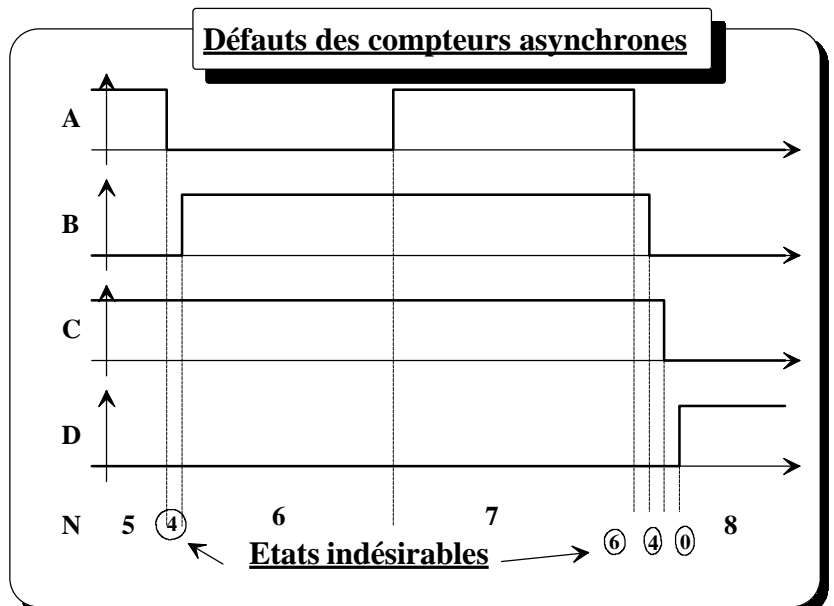 Défauts des compteurs asynchrones
A
B
C
D
N 5 4 6 7 6 4 0 8
Etats indésirables